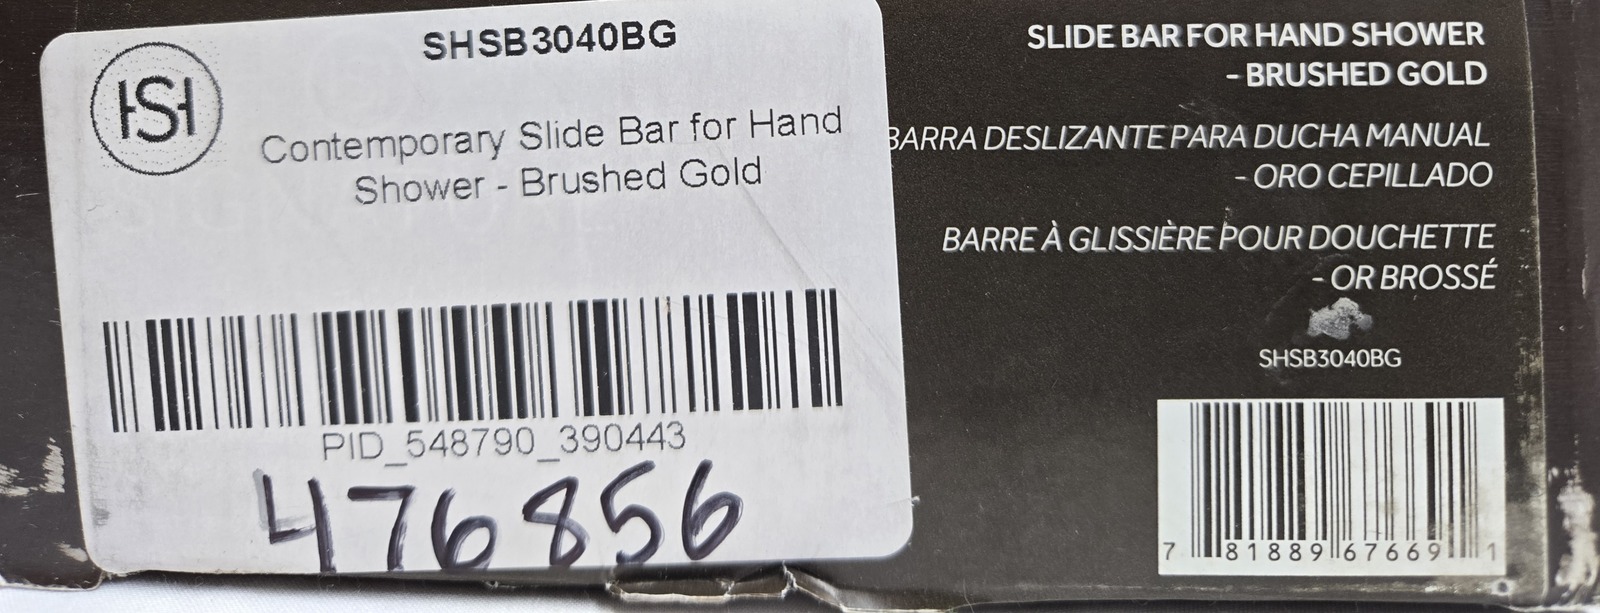 SHSB3040BG
HSH
Contemporary Slide Bar for Hand
Shower - Brushed Gold
PID_548790_390443
476856
SLIDE BAR FOR HAND SHOWER
- BRUSHED GOLD
BARRA DESLIZANTE PARA DUCHA MANUAL
- ORO CEPILLADO
BARRE À GLISSIÈRE POUR DOUCHETTE
- OR BROSSÉ
SHSB3040BG
7 81889 67669 1